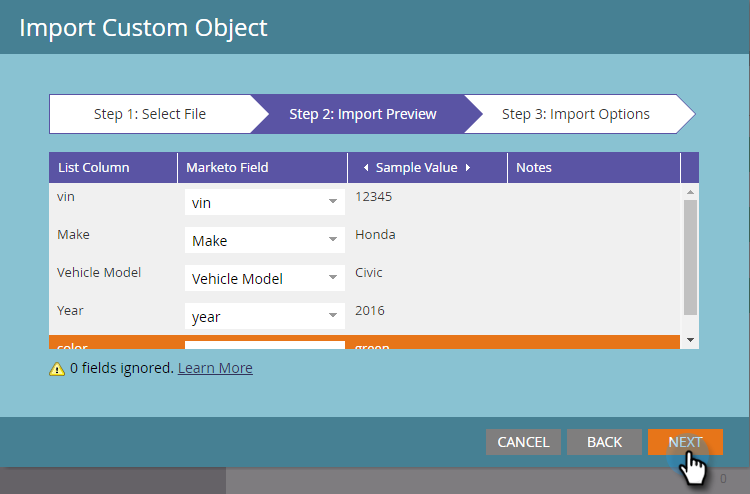 Import Custom Object
Step 1: Select File Step 2: Import Preview Step 3: Import Options
List Column Marketo Field Sample Value Notes
vin vin 12345
Make Make Honda
Vehicle Model Vehicle Model Civic
Year year 2016
color green
0 fields ignored. Learn More
CANCEL BACK NEXT
0